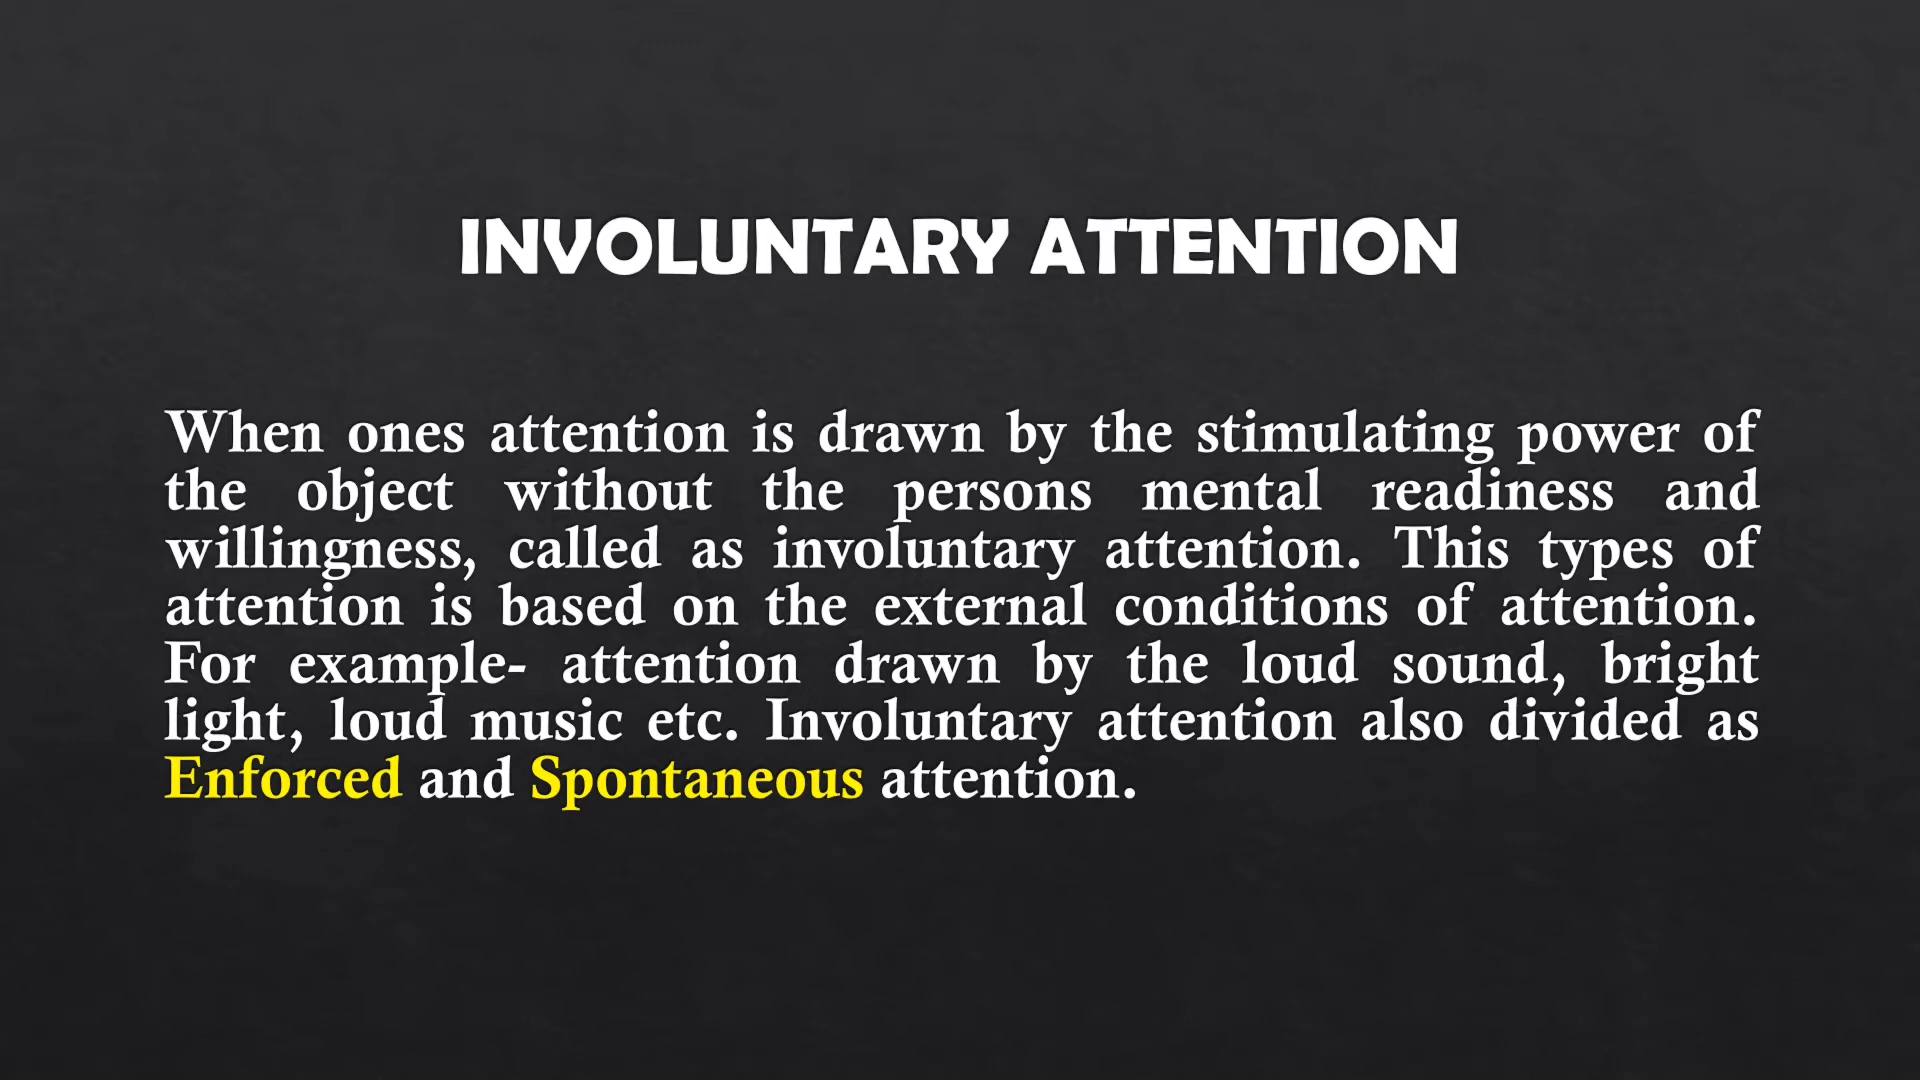 INVOLUNTARY ATTENTION
When ones attention is drawn by the stimulating power of
the object without the persons mental readiness and
willingness, called as involuntary attention. This types of
attention is based on the external conditions of attention.
For example- attention drawn by the loud sound, bright
light, loud music etc. Involuntary attention also divided as
Enforced and Spontaneous attention.